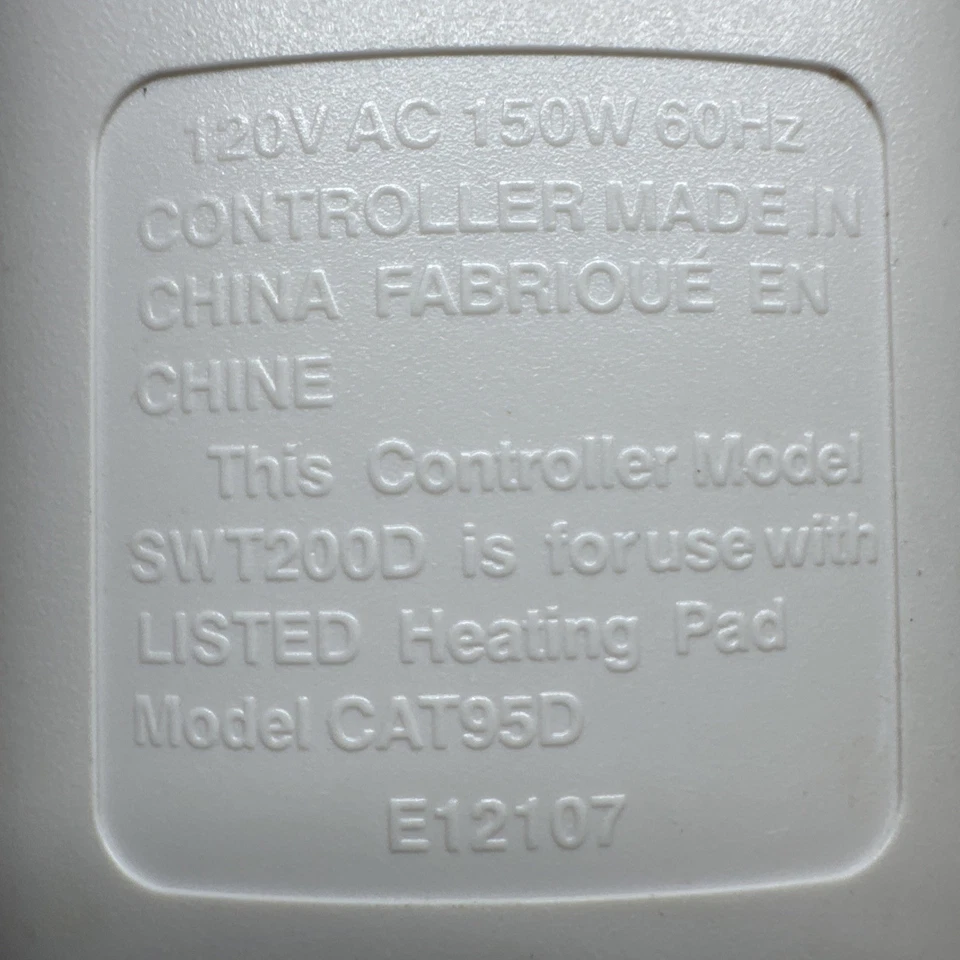 120V AC 150W 60Hz
CONTROLLER MADE IN
CHINA FABRIOUÉ EN
CHINE
This Controller Model
SWT200D is for use with
LISTED Heating Pad
Model CAT95D
E12107